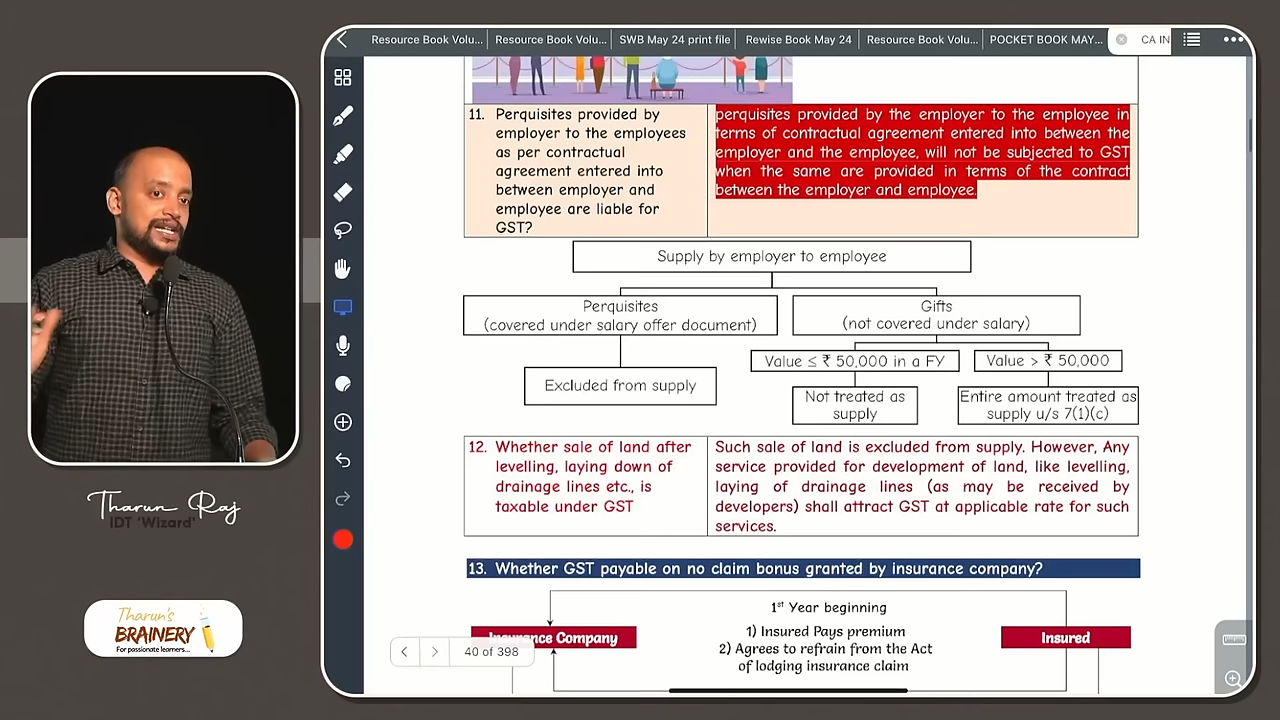 Resource Book Volu...
Resource Book Volu...
SWB May 24 print file
Rewise Book May 24
Resource Book Volu...
POCKET BOOK MAY...
CA IN
11. Perquisites provided by
employer to the employees
as per contractual
agreement entered into
between employer and
employee are liable for
GST?
perquisites provided by the employer to the employee in
terms of contractual agreement entered into between the
employer and the employee, will not be subjected to GST
when the same are provided in terms of the contract
between the employer and employee.
Supply by employer to employee
Perquisites
(covered under salary offer document)
Gifts
(not covered under salary)
Value ≤ ₹ 50,000 in a FY
Value > ₹ 50,000
Excluded from supply
Not treated as
supply
Entire amount treated as
supply u/s 7(1)(c)
12. Whether sale of land after
levelling, laying down of
drainage lines etc., is
taxable under GST
Such sale of land is excluded from supply. However, Any
service provided for development of land, like levelling,
laying of drainage lines (as may be received by
developers) shall attract GST at applicable rate for such
services.
13. Whether GST payable on no claim bonus granted by insurance company?
1st Year beginning
Insurance Company
1) Insured Pays premium
2) Agrees to refrain from the Act
of lodging insurance claim
Insured
40 of 398
Tharun Raj
IDT 'Wizard'
Tharun's
BRAINERY
For passionate learners...